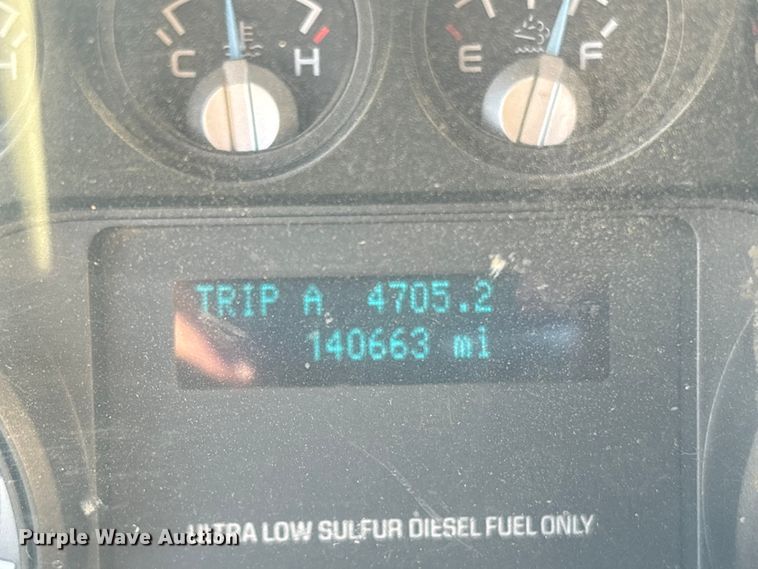 C H E F
TRIP A 4705.2
140663 mi
ULTRA LOW SULFUR DIESEL FUEL ONLY
Purple Wave Auction